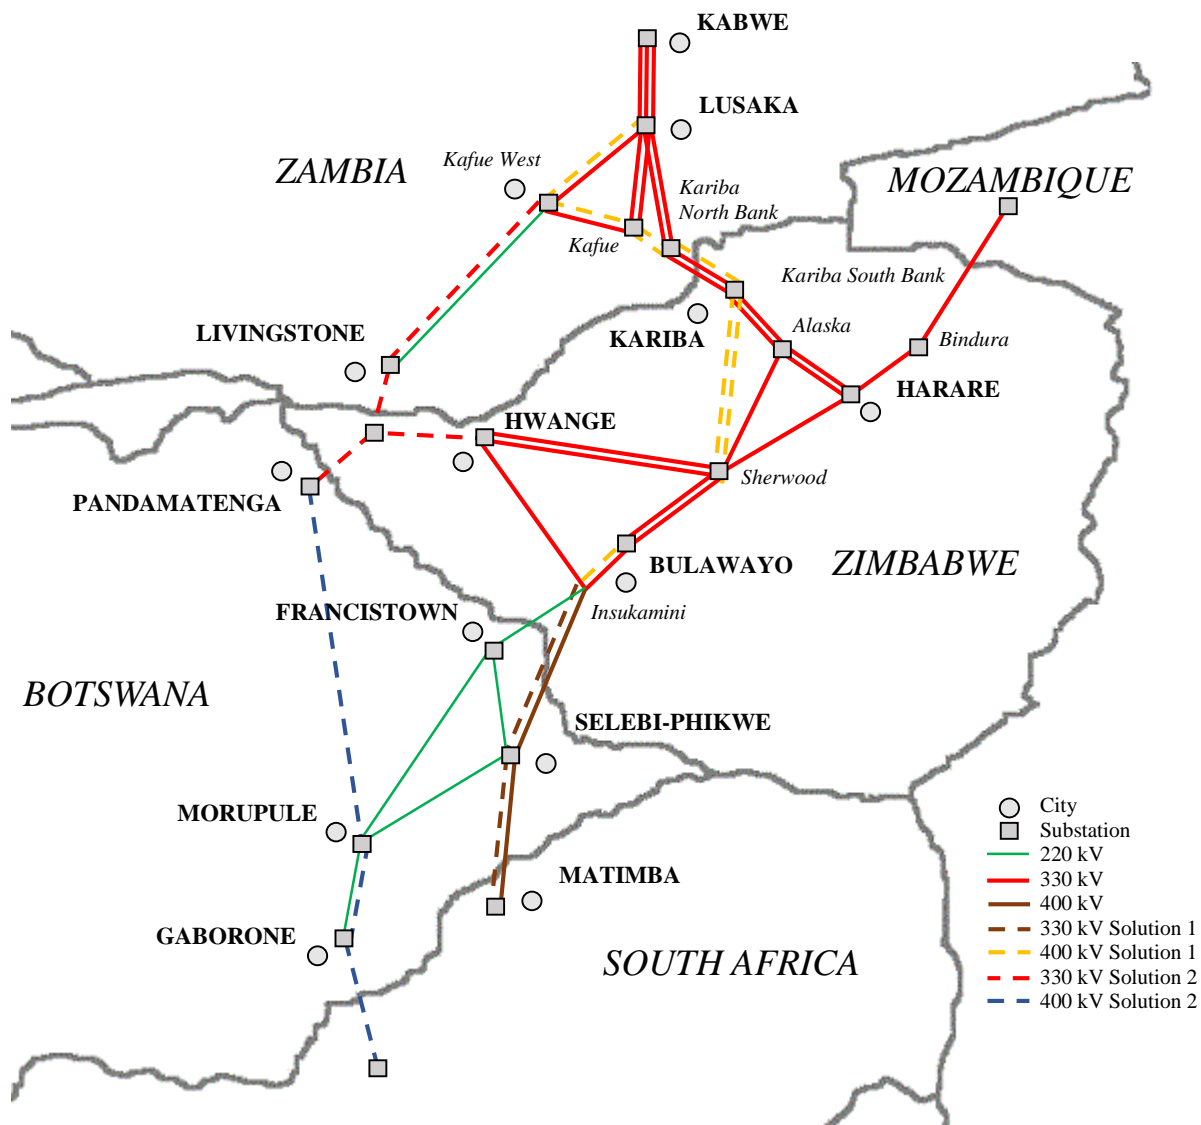 KABWE
LUSAKA
Kafue West
ZAMBIA
MOZAMBIQUE
Kariba
North Bank
Kafue
Kariba South Bank
LIVINGSTONE
KARIBA
Alaska
Bindura
HARARE
HWANGE
PANDAMATENGA
Sherwood
BULAWAYO
ZIMBABWE
FRANCISTOWN
Insukamini
BOTSWANA
SELEBI-PHIKWE
MORUPULE
MATIMBA
GABORONE
SOUTH AFRICA
City
Substation
220 kV
330 kV
400 kV
330 kV Solution 1
400 kV Solution 1
330 kV Solution 2
400 kV Solution 2